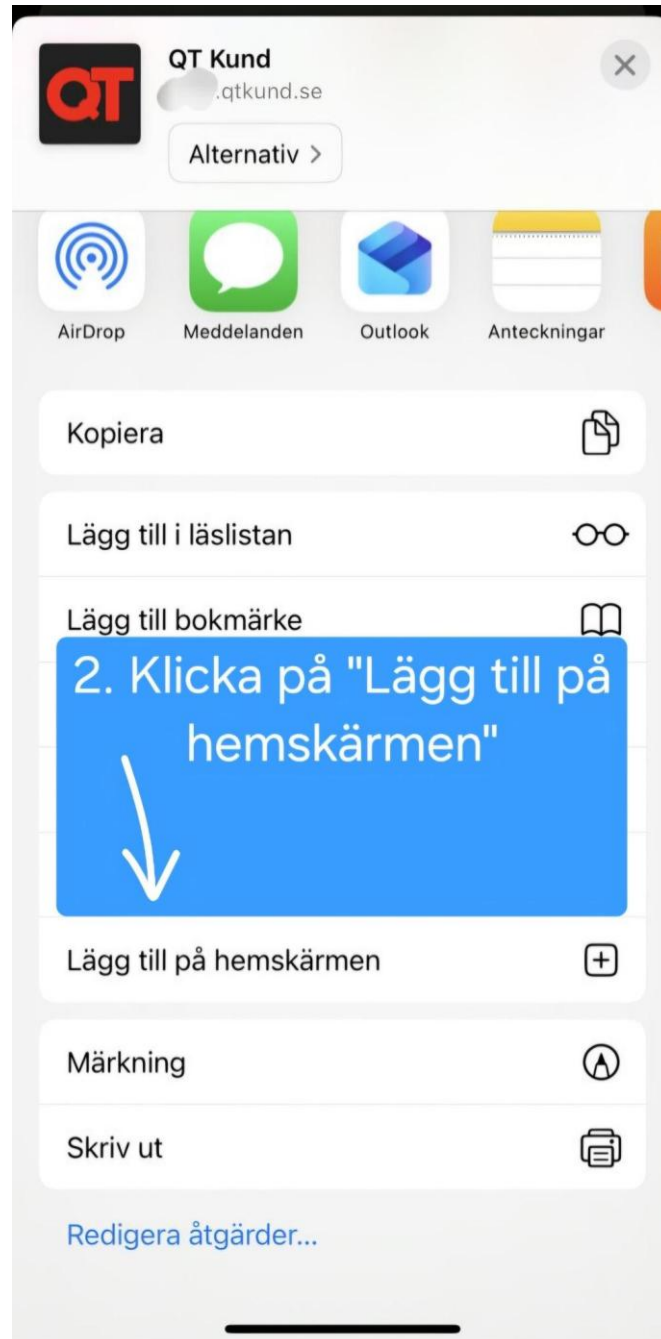 QT
QT Kund
.qtkund.se
Alternativ >
AirDrop
Meddelanden
Outlook
Anteckningar
Kopiera
Lägg till i läslistan
Lägg till bokmärke
2. Klicka på "Lägg till på
hemskärmen"
Lägg till på hemskärmen
Märkning
Skriv ut
Redigera åtgärder...